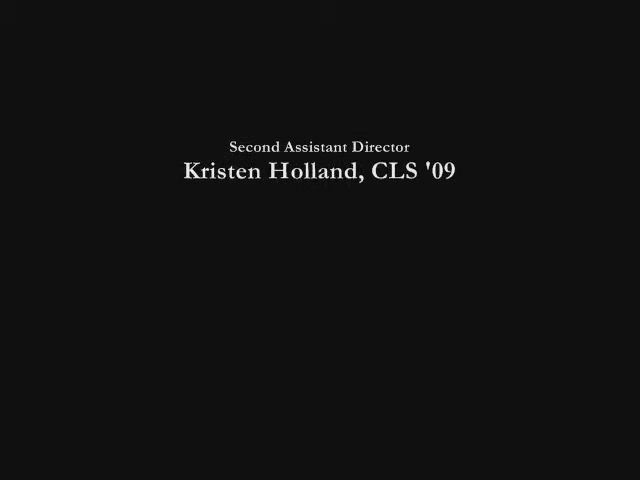 Second Assistant Director
Kristen Holland, CLS '09